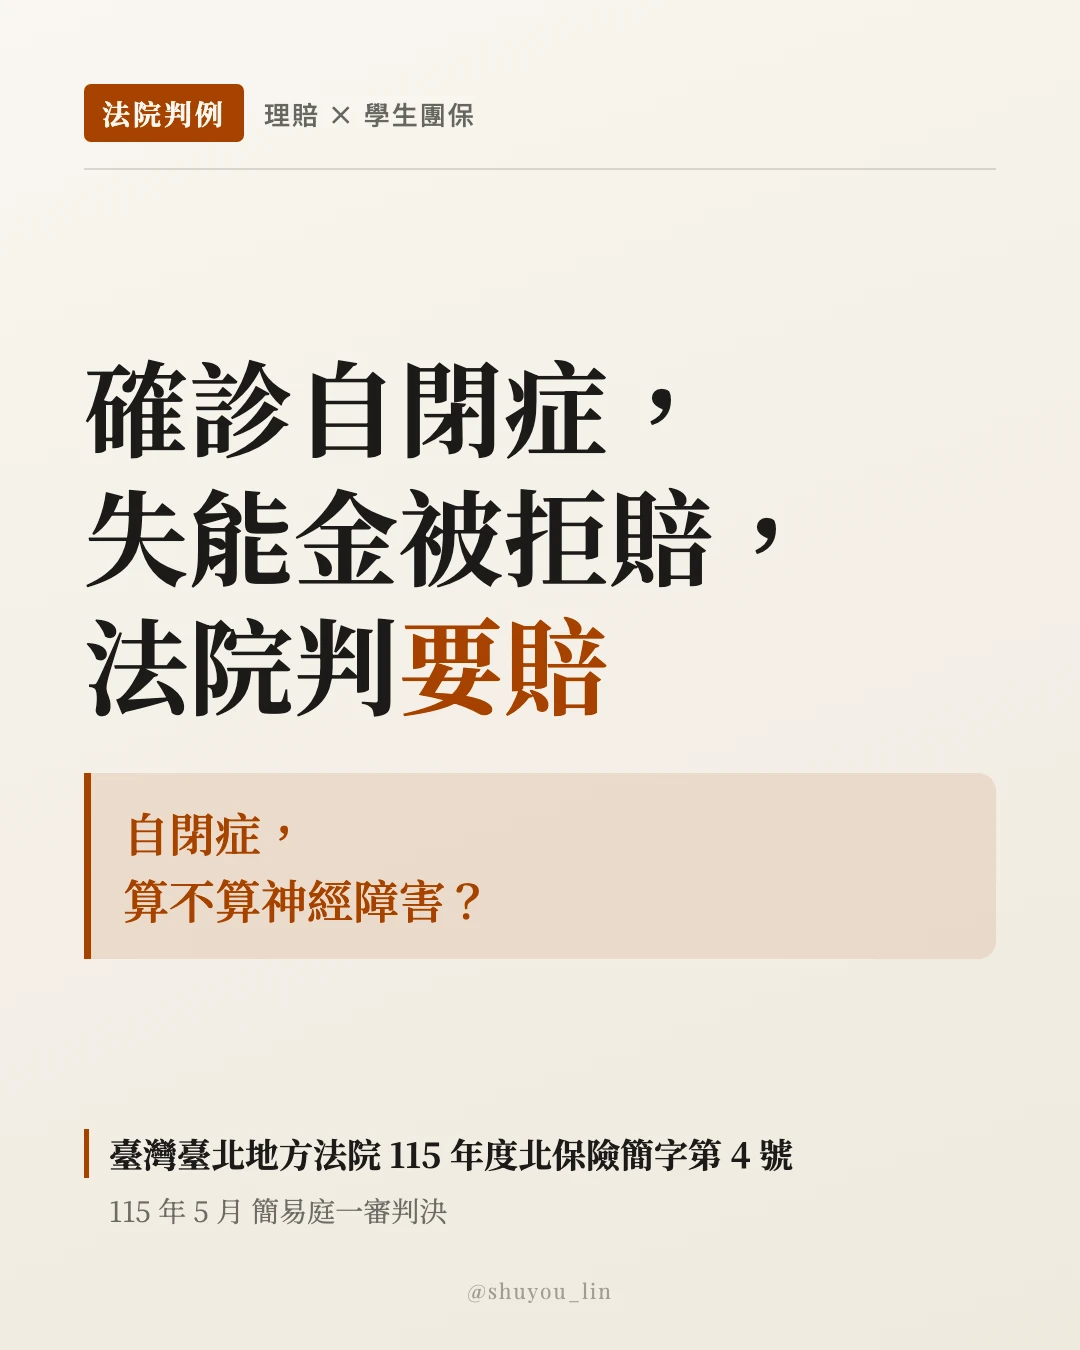 法院判例
理賠 × 學生團保
確診自閉症，
失能金被拒賠，
法院判要賠
自閉症，
算不算神經障害？
臺灣臺北地方法院 115 年度北保險簡字第 4 號
115 年 5 月 簡易庭一審判決
@shuyou_lin